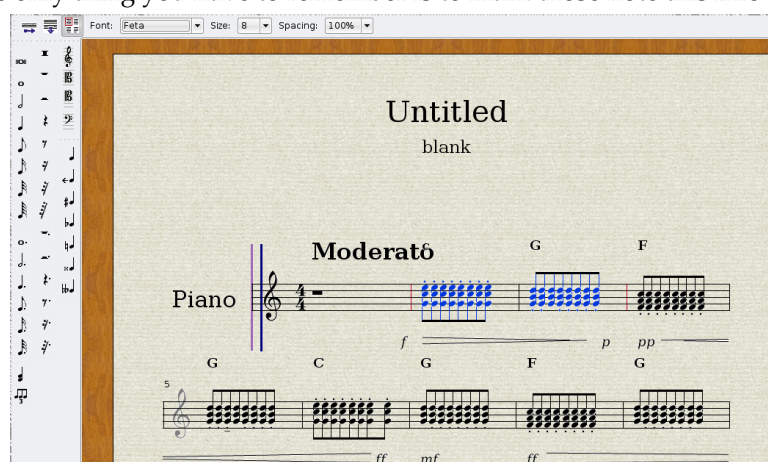 Font: Feta Size: 8 Spacing: 100%
Untitled
blank
Moderato
G F
Piano
f p pp
G C G F G
5
ff mf ff